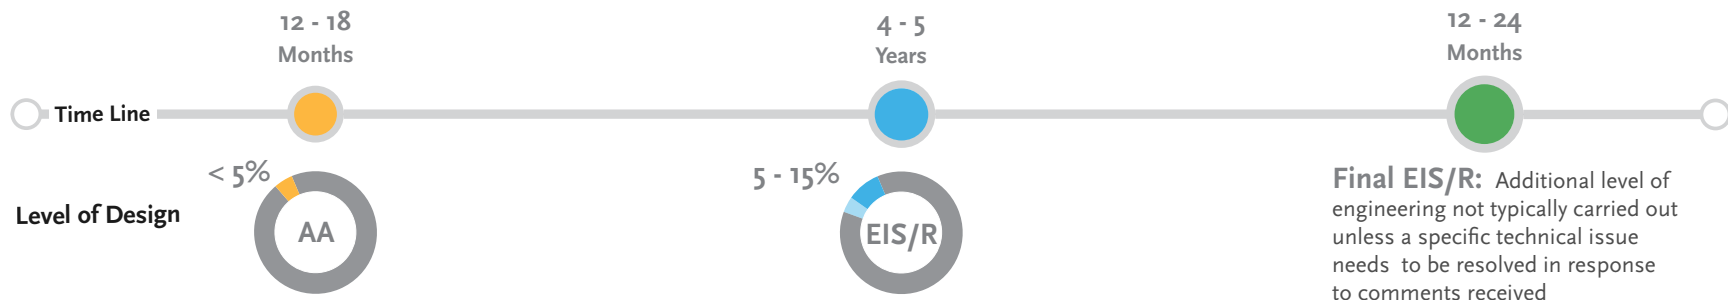 12 - 18
Months
4 - 5
Years
12 - 24
Months
Time Line
< 5%
5 - 15%
Level of Design
AA
EIS/R
Final EIS/R: Additional level of
engineering not typically carried out
unless a specific technical issue
needs to be resolved in response
to comments received